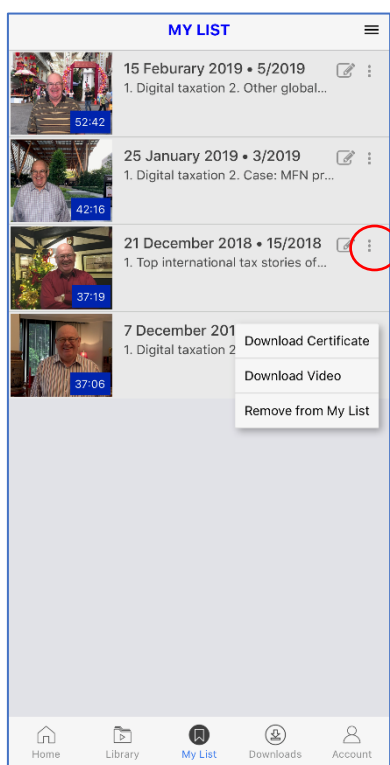 MY LIST
15 Feburary 2019 • 5/2019
1. Digital taxation 2. Other global...
52:42
25 January 2019 • 3/2019
1. Digital taxation 2. Case: MFN pr...
42:16
21 December 2018 • 15/2018
1. Top international tax stories of...
37:19
7 December 201
1. Digital taxation 2
37:06
Download Certificate
Download Video
Remove from My List
Home Library My List Downloads Account